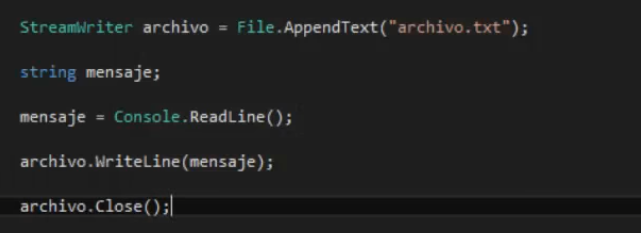 StreamWriter archivo = File.AppendText("archivo.txt");
string mensaje;
mensaje = Console.ReadLine();
archivo.WriteLine(mensaje);
archivo.Close();